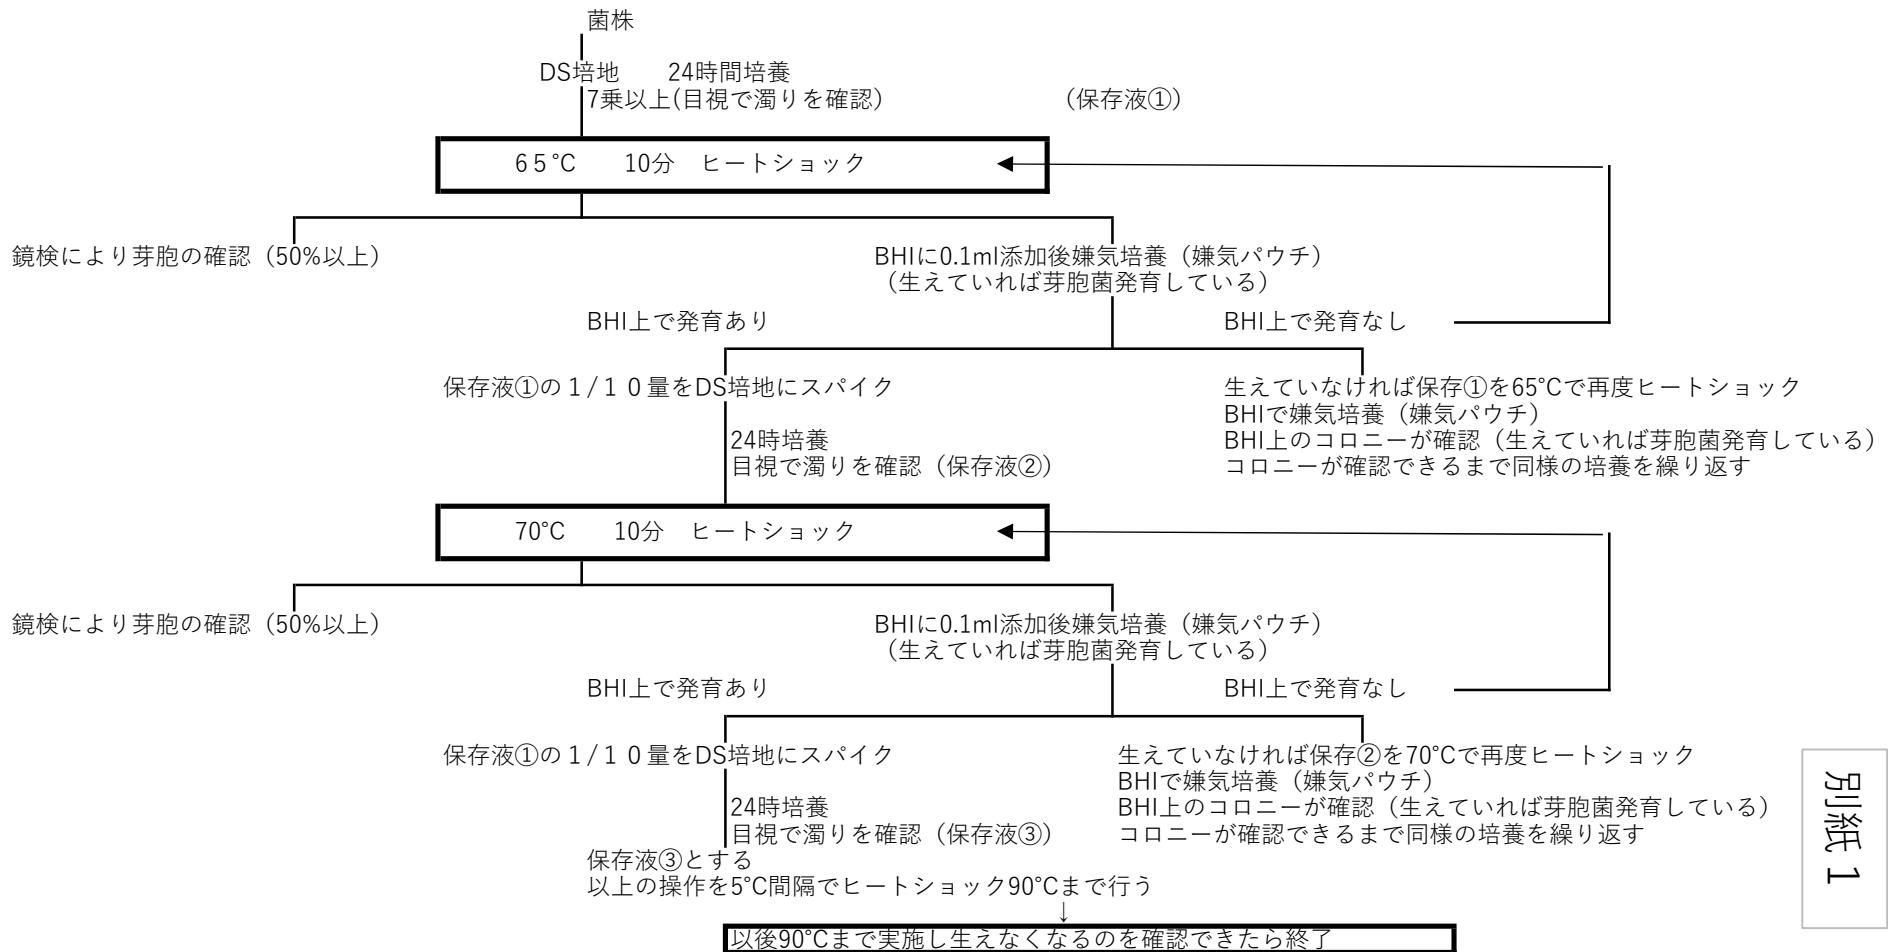 菌株
DS培地　　24時間培養
7乗以上(目視で濁りを確認)　　（保存液①）
６５℃　　10分　ヒートショック
鏡検により芽胞の確認（50%以上）
BHIに0.1ml添加後嫌気培養（嫌気パウチ）
（生えていれば芽胞菌発育している）
BHI上で発育あり
BHI上で発育なし
保存液①の１/１０量をDS培地にスパイク
24時培養
目視で濁りを確認（保存液②）
生えていなければ保存①を65℃で再度ヒートショック
BHIで嫌気培養（嫌気パウチ）
BHI上のコロニーが確認（生えていれば芽胞菌発育している）
コロニーが確認できるまで同様の培養を繰り返す
70℃　　10分　ヒートショック
鏡検により芽胞の確認（50%以上）
BHIに0.1ml添加後嫌気培養（嫌気パウチ）
（生えていれば芽胞菌発育している）
BHI上で発育あり
BHI上で発育なし
保存液①の１/１０量をDS培地にスパイク
24時培養
目視で濁りを確認（保存液③）
生えていなければ保存②を70℃で再度ヒートショック
BHIで嫌気培養（嫌気パウチ）
BHI上のコロニーが確認（生えていれば芽胞菌発育している）
コロニーが確認できるまで同様の培養を繰り返す
保存液③とする
以上の操作を5℃間隔でヒートショック90℃まで行う
↓
以後90℃まで実施し生えなくなるのを確認できたら終了
別紙１